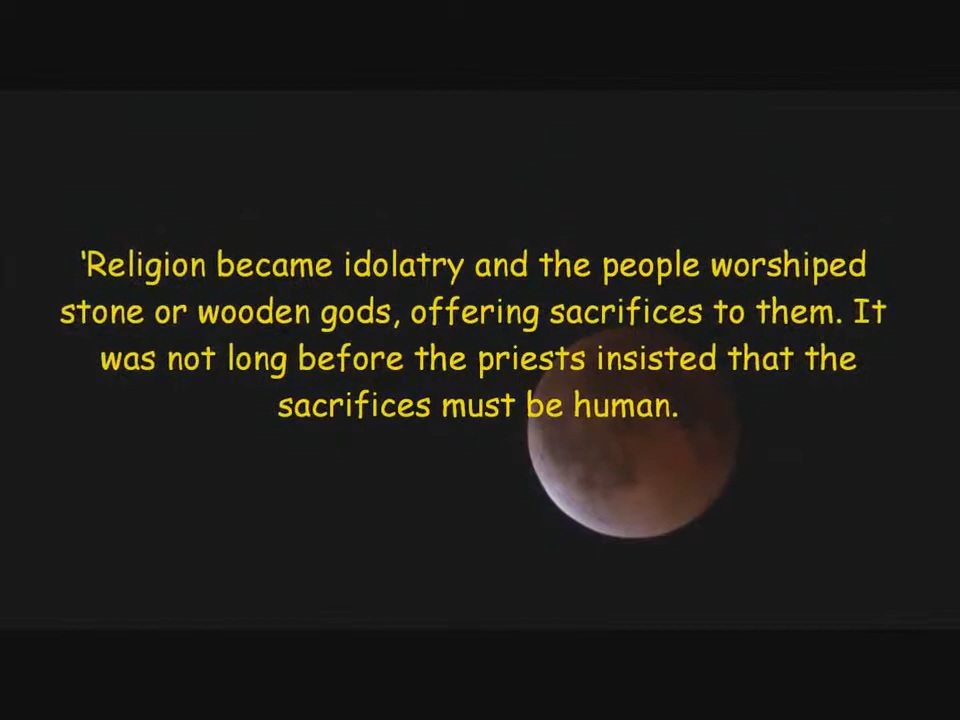 ‘Religion became idolatry and the people worshiped
stone or wooden gods, offering sacrifices to them. It
was not long before the priests insisted that the
sacrifices must be human.